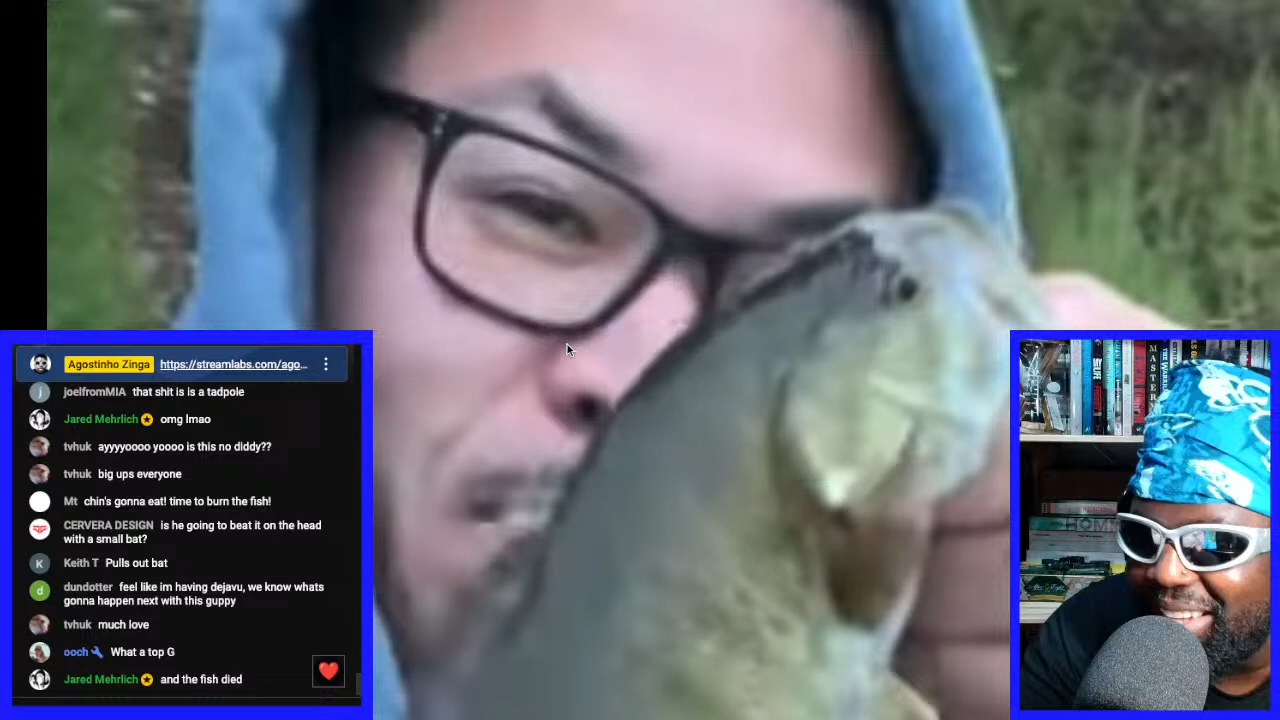 Agostinho Zinga https://streamlabs.com/ago...
joelfromMIA that shit is is a tadpole
Jared Mehrlich omg lmao
tvhuk ayyyyoooo yoooo is this no diddy??
tvhuk big ups everyone
Mt chin's gonna eat! time to burn the fish!
CERVERA DESIGN is he going to beat it on the head
with a small bat?
K
Keith T Pulls out bat
d
dundotter feel like im having dejavu, we know whats
gonna happen next with this guppy
tvhuk much love
ooch What a top G
Jared Mehrlich and the fish died
MASTERY